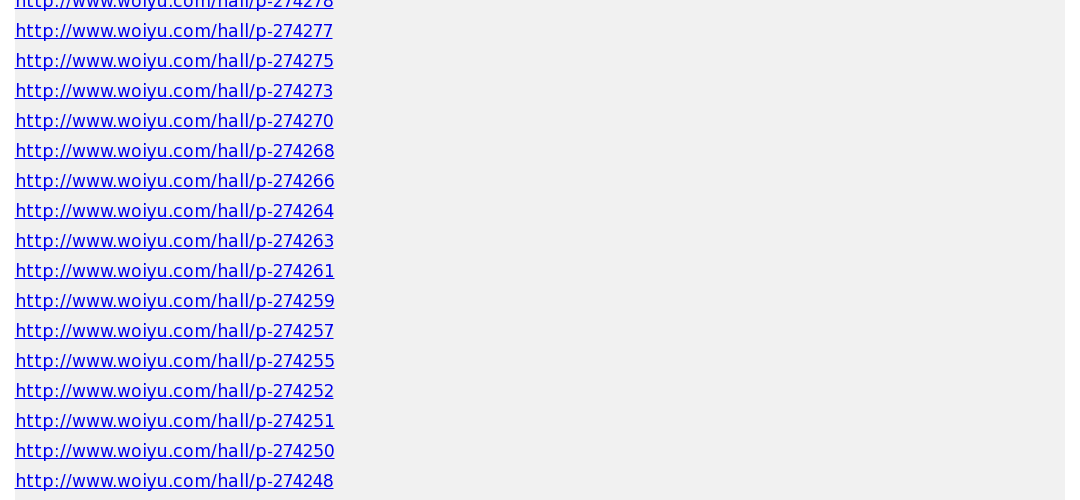 http://www.woiyu.com/hall/p-274278
http://www.woiyu.com/hall/p-274277
http://www.woiyu.com/hall/p-274275
http://www.woiyu.com/hall/p-274273
http://www.woiyu.com/hall/p-274270
http://www.woiyu.com/hall/p-274268
http://www.woiyu.com/hall/p-274266
http://www.woiyu.com/hall/p-274264
http://www.woiyu.com/hall/p-274263
http://www.woiyu.com/hall/p-274261
http://www.woiyu.com/hall/p-274259
http://www.woiyu.com/hall/p-274257
http://www.woiyu.com/hall/p-274255
http://www.woiyu.com/hall/p-274252
http://www.woiyu.com/hall/p-274251
http://www.woiyu.com/hall/p-274250
http://www.woiyu.com/hall/p-274248